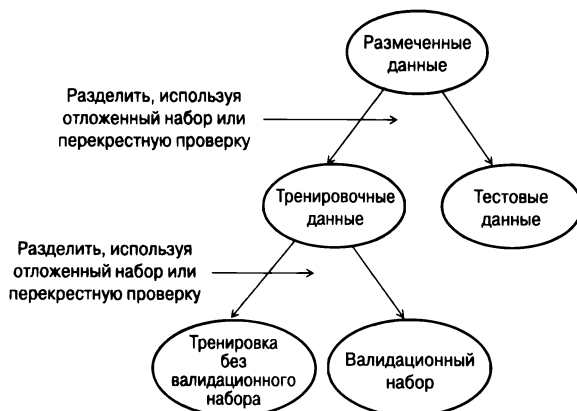 Размеченные
данные
Разделить, используя
отложенный набор или
перекрестную проверку
Тренировочные
данные
Тестовые
данные
Разделить, используя
отложенный набор или
перекрестную проверку
Тренировка
без
валидационного
набора
Валидационный
набор